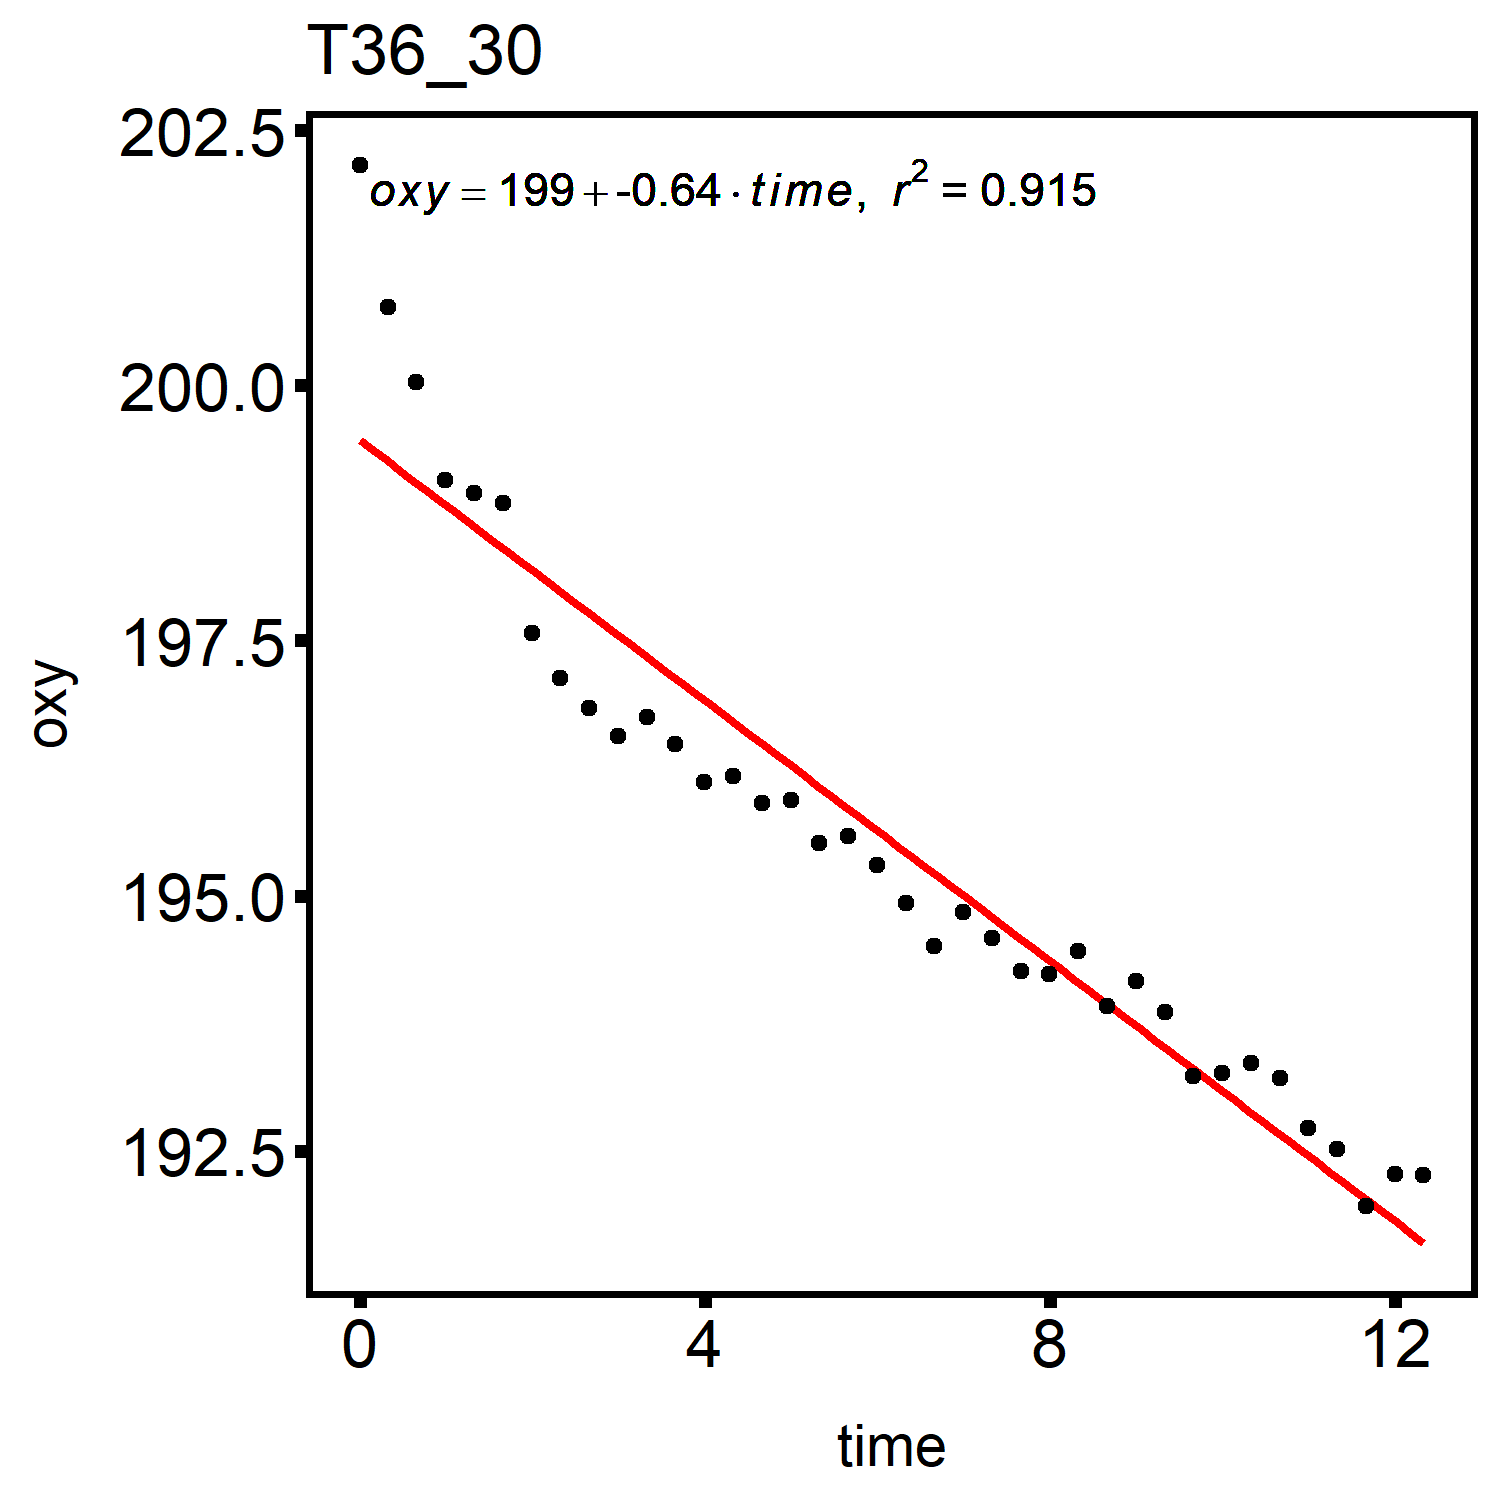 T36_30
202.5
oxy = 199 + -0.64 · time, r² = 0.915
200.0
197.5
195.0
192.5
oxy
0 4 8 12
time